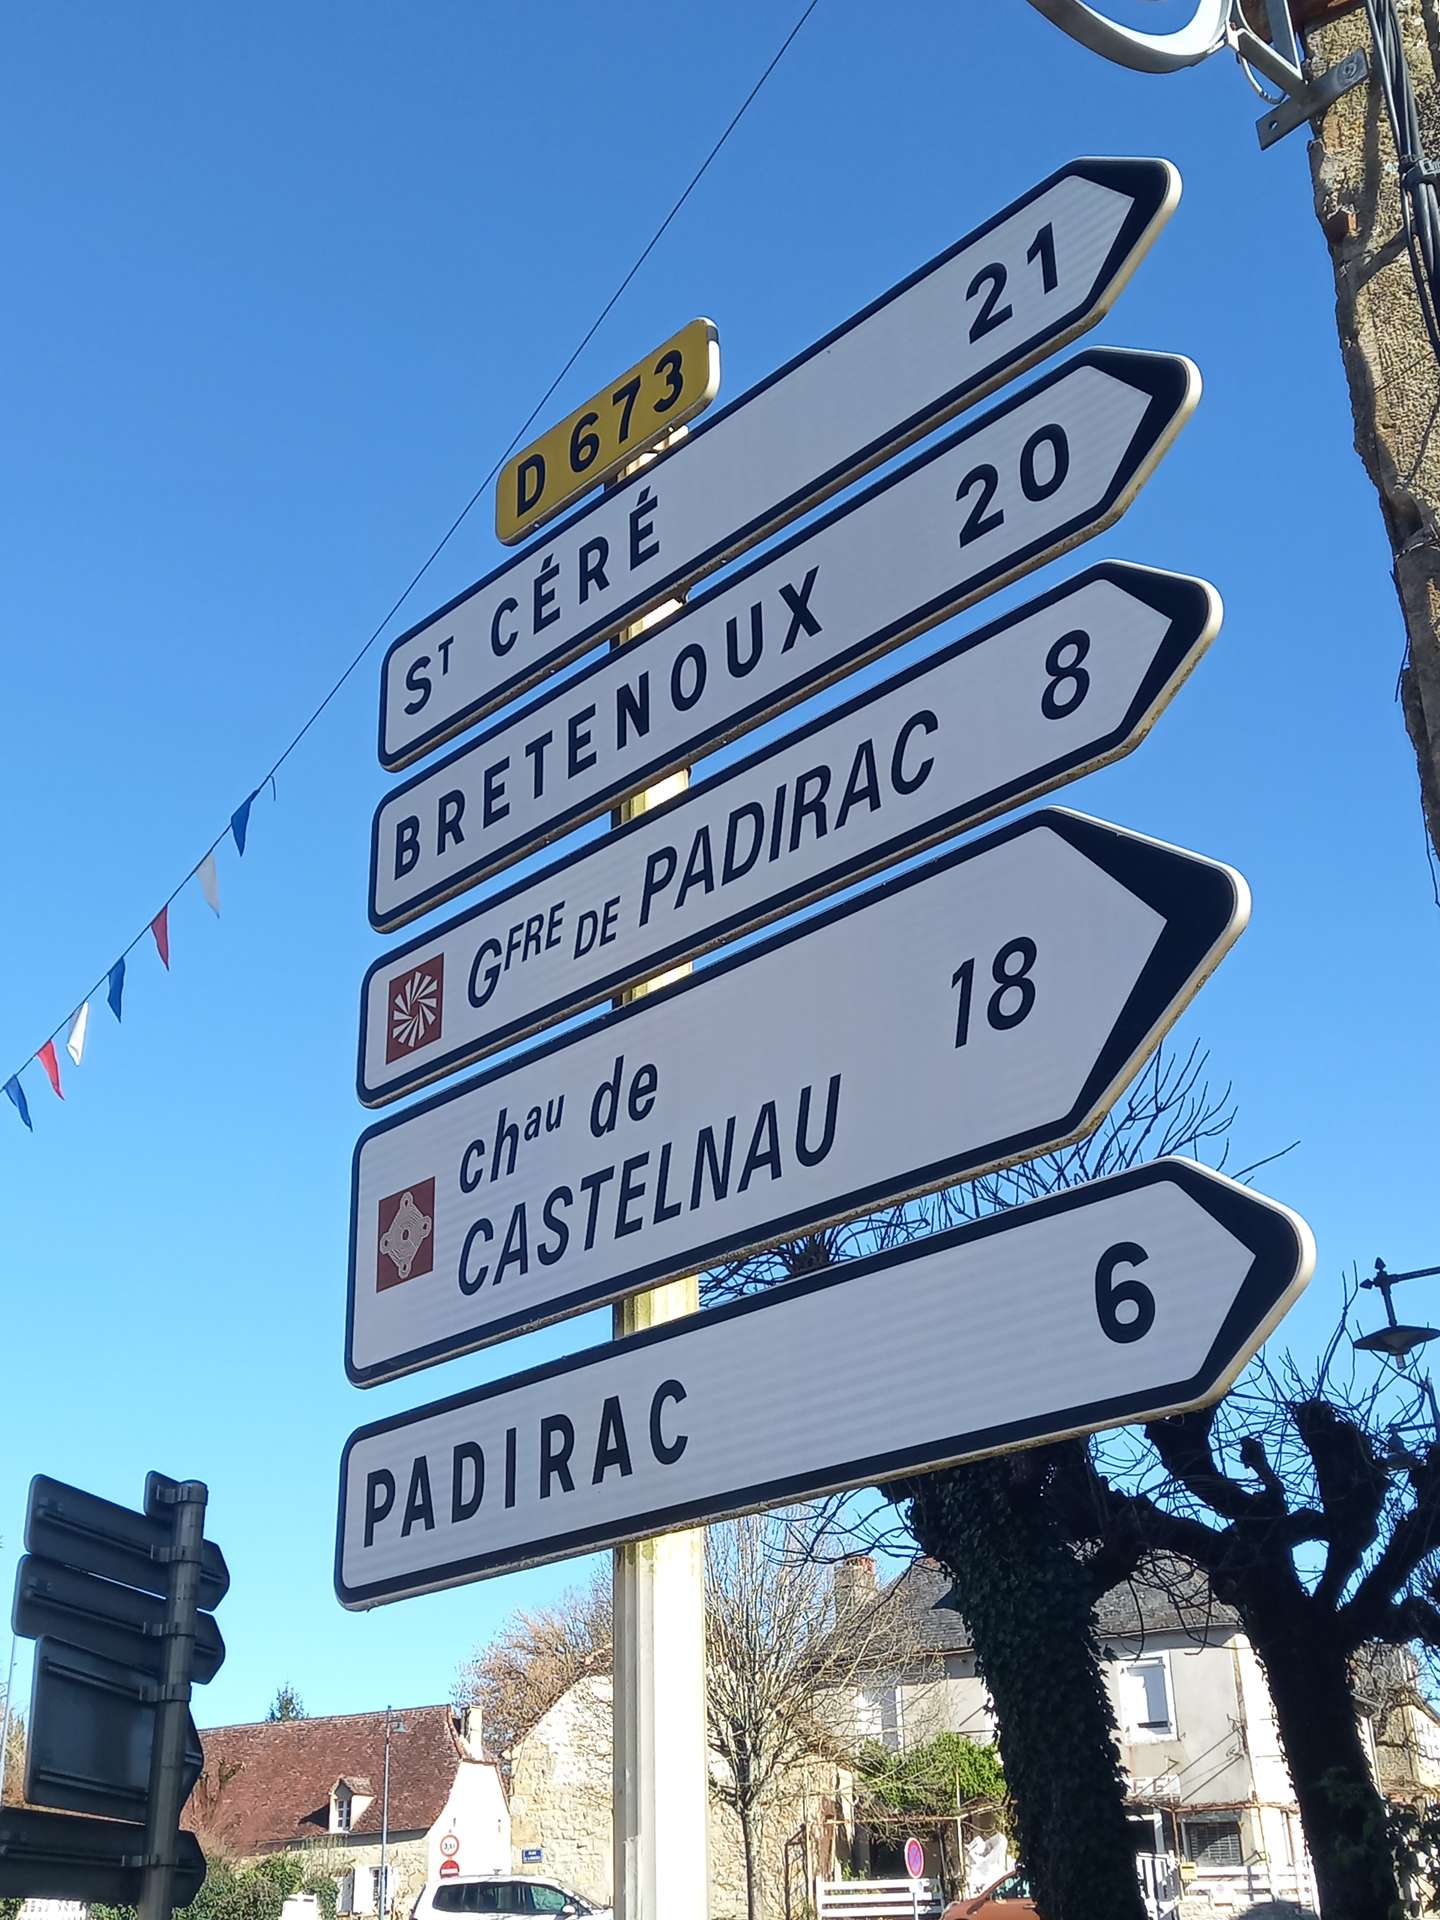 D 673
ST CÉRÉ 21
BRETENOUX 20
GFRE DE PADIRAC 8
chau de
CASTELNAU 18
PADIRAC 6